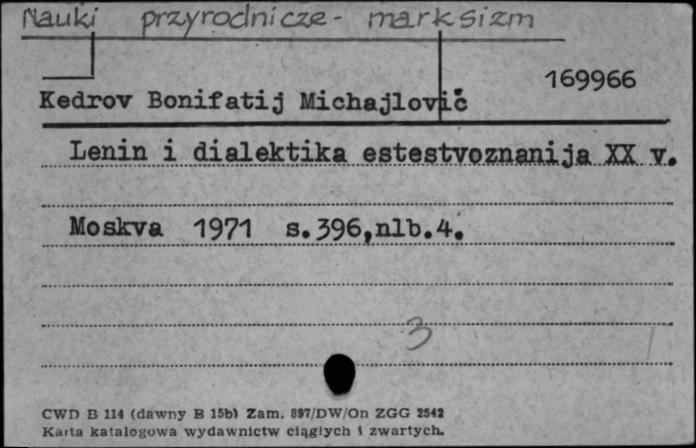 Nauki przyrodnicze - marksizm
169966
Kedrov Bonifatij Michajlovič
Lenin i dialektika estestvoznanija XX v.
Moskva 1971 s.396,nlb.4.
3
CWD B 114 (dawny B 15b) Zam. 897/DW/On ZGG 2542
Karta katalogowa wydawnictw ciągłych i zwartych.